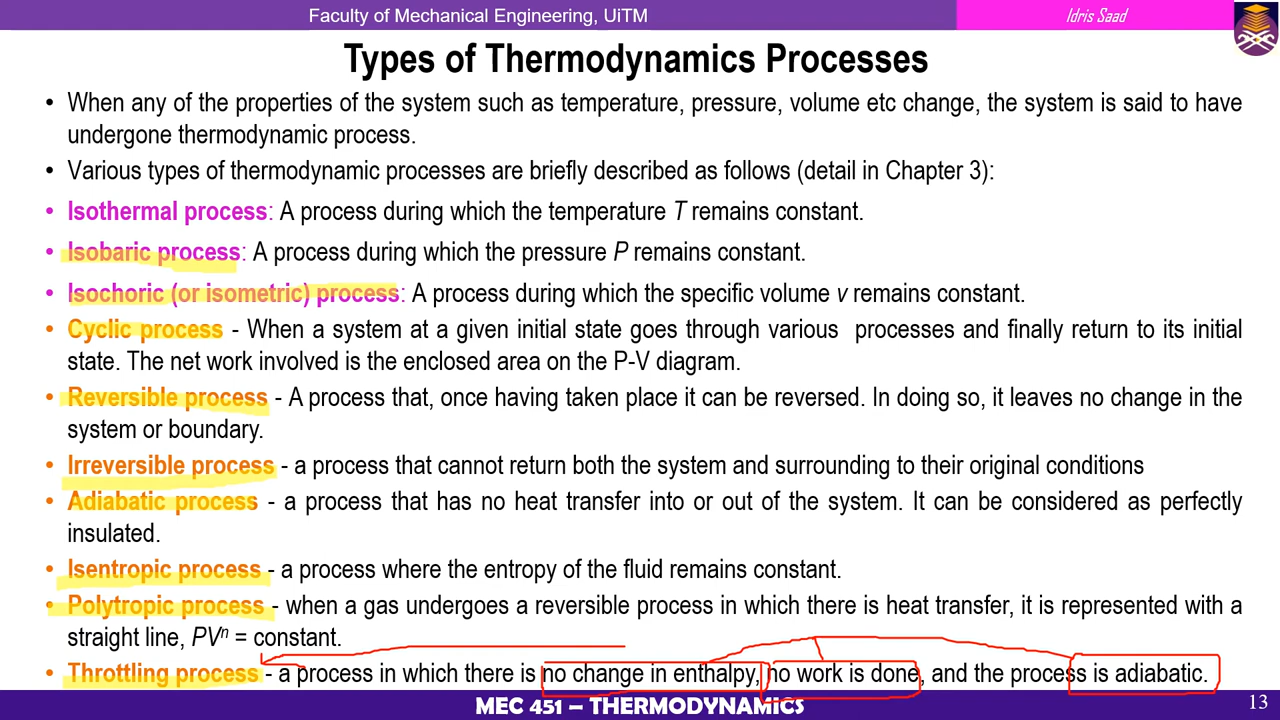 Faculty of Mechanical Engineering, UiTM
Idris Saad
Types of Thermodynamics Processes
• When any of the properties of the system such as temperature, pressure, volume etc change, the system is said to have
undergone thermodynamic process.
• Various types of thermodynamic processes are briefly described as follows (detail in Chapter 3):
• Isothermal process: A process during which the temperature T remains constant.
• Isobaric process: A process during which the pressure P remains constant.
• Isochoric (or isometric) process: A process during which the specific volume v remains constant.
• Cyclic process - When a system at a given initial state goes through various processes and finally return to its initial
state. The net work involved is the enclosed area on the P-V diagram.
• Reversible process - A process that, once having taken place it can be reversed. In doing so, it leaves no change in the
system or boundary.
• Irreversible process - a process that cannot return both the system and surrounding to their original conditions
• Adiabatic process - a process that has no heat transfer into or out of the system. It can be considered as perfectly
insulated.
• Isentropic process - a process where the entropy of the fluid remains constant.
• Polytropic process - when a gas undergoes a reversible process in which there is heat transfer, it is represented with a
straight line, PVⁿ = constant.
• Throttling process - a process in which there is no change in enthalpy, no work is done, and the process is adiabatic.
MEC 451 – THERMODYNAMICS
13